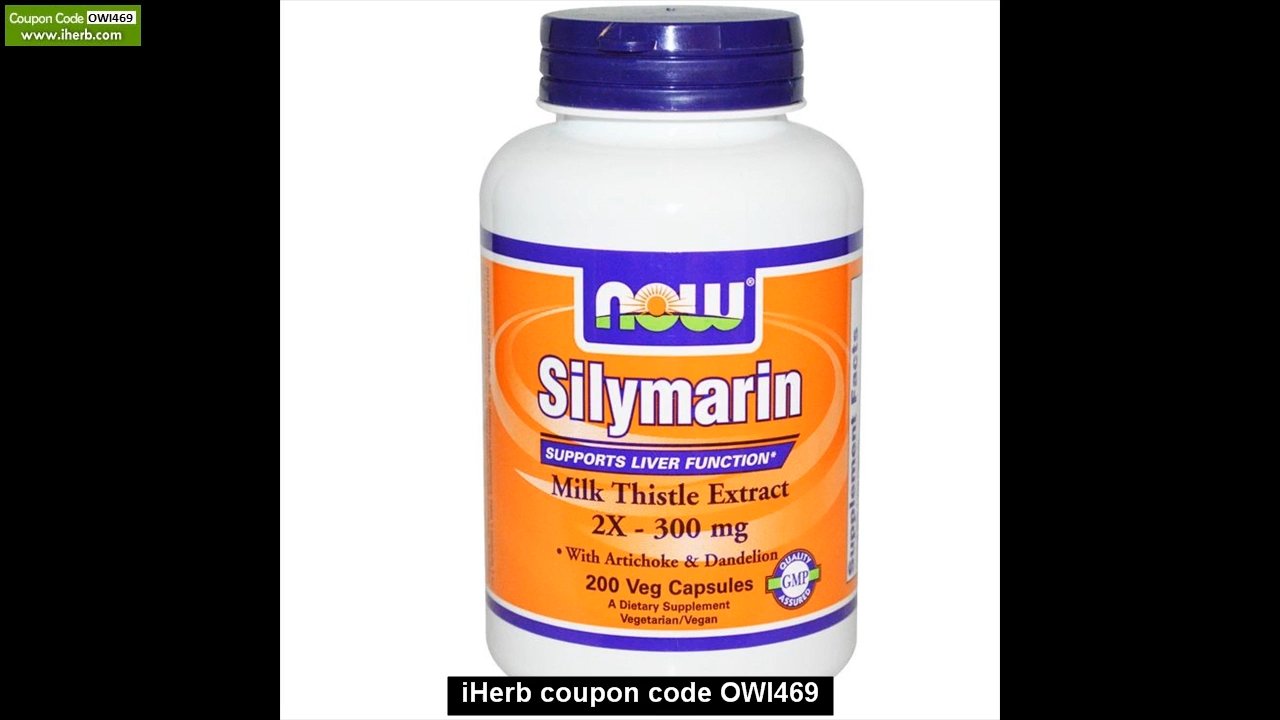 Coupon Code OWI469
www.iherb.com
now®
Silymarin
SUPPORTS LIVER FUNCTION*
Milk Thistle Extract
2X - 300 mg
*With Artichoke & Dandelion
200 Veg Capsules
A Dietary Supplement
Vegetarian/Vegan
QUALITY
GMP
ASSURED
Supplement Facts
iHerb coupon code OWI469